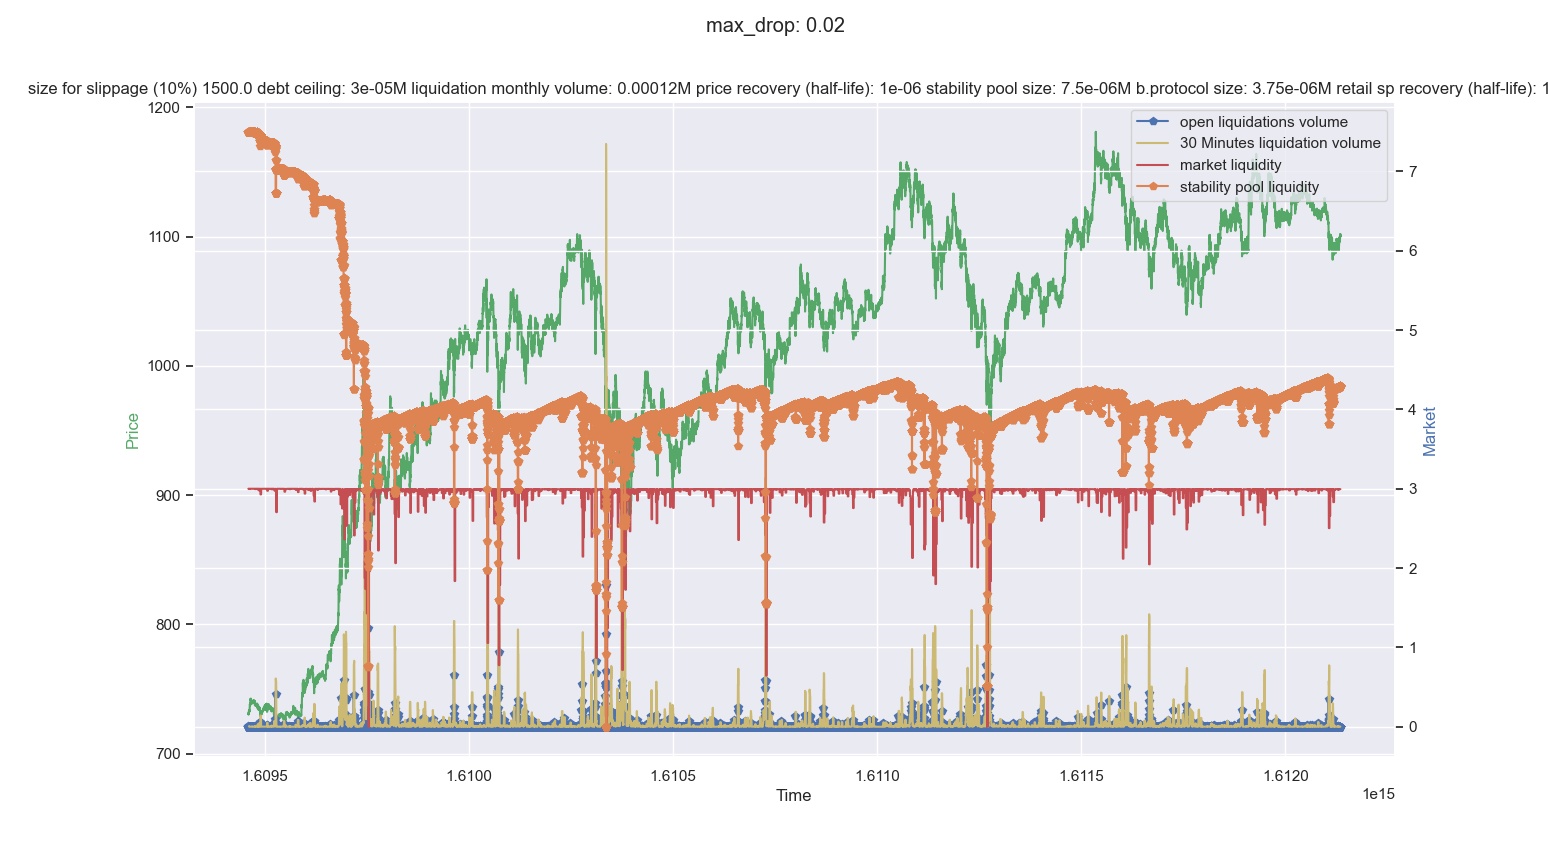 max_drop: 0.02
size for slippage (10%) 1500.0 debt ceiling: 3e-05M liquidation monthly volume: 0.00012M price recovery (half-life): 1e-06 stability pool size: 7.5e-06M b.protocol size: 3.75e-06M retail sp recovery (half-life): 1
open liquidations volume
30 Minutes liquidation volume
market liquidity
stability pool liquidity
1200
1100
1000
900
800
700
Price
7
6
5
4
3
2
1
0
Market
1.6095 1.6100 1.6105 1.6110 1.6115 1.6120
1e15
Time